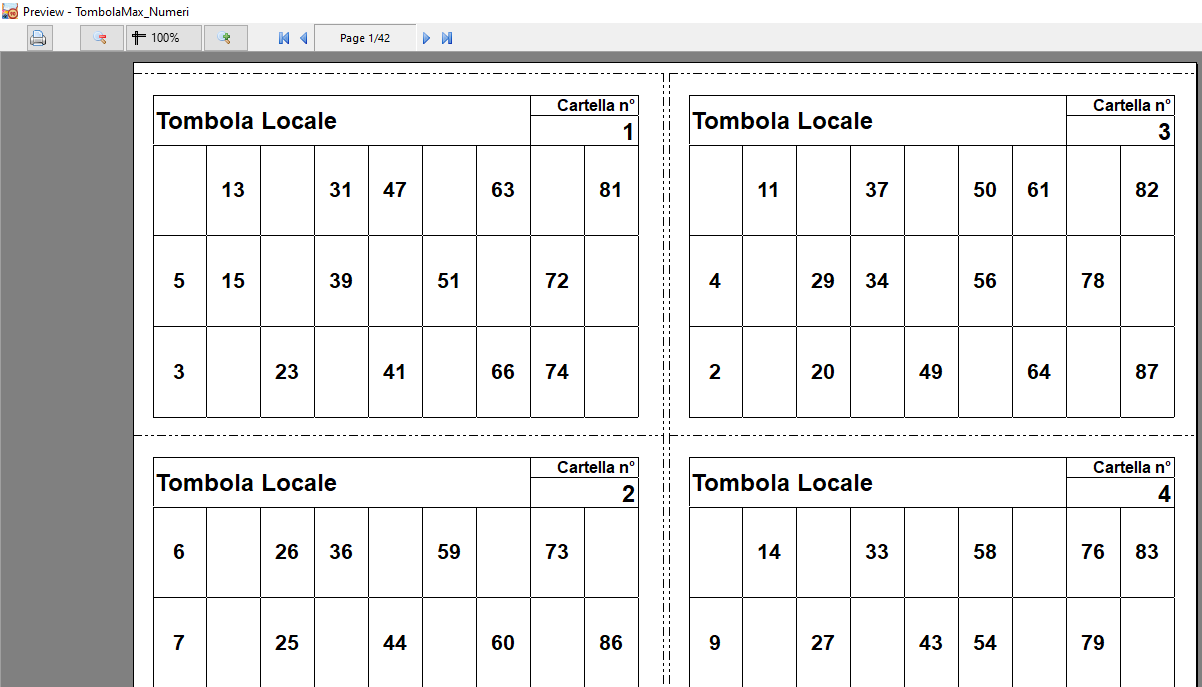 Preview - TombolaMax_Numeri
100% Page 1/42
Tombola Locale Cartella n°
1
13 31 47 63 81
5 15 39 51 72
3 23 41 66 74
Tombola Locale Cartella n°
3
11 37 50 61 82
4 29 34 56 78
2 20 49 64 87
Tombola Locale Cartella n°
2
6 26 36 59 73
7 25 44 60 86
Tombola Locale Cartella n°
4
14 33 58 76 83
9 27 43 54 79